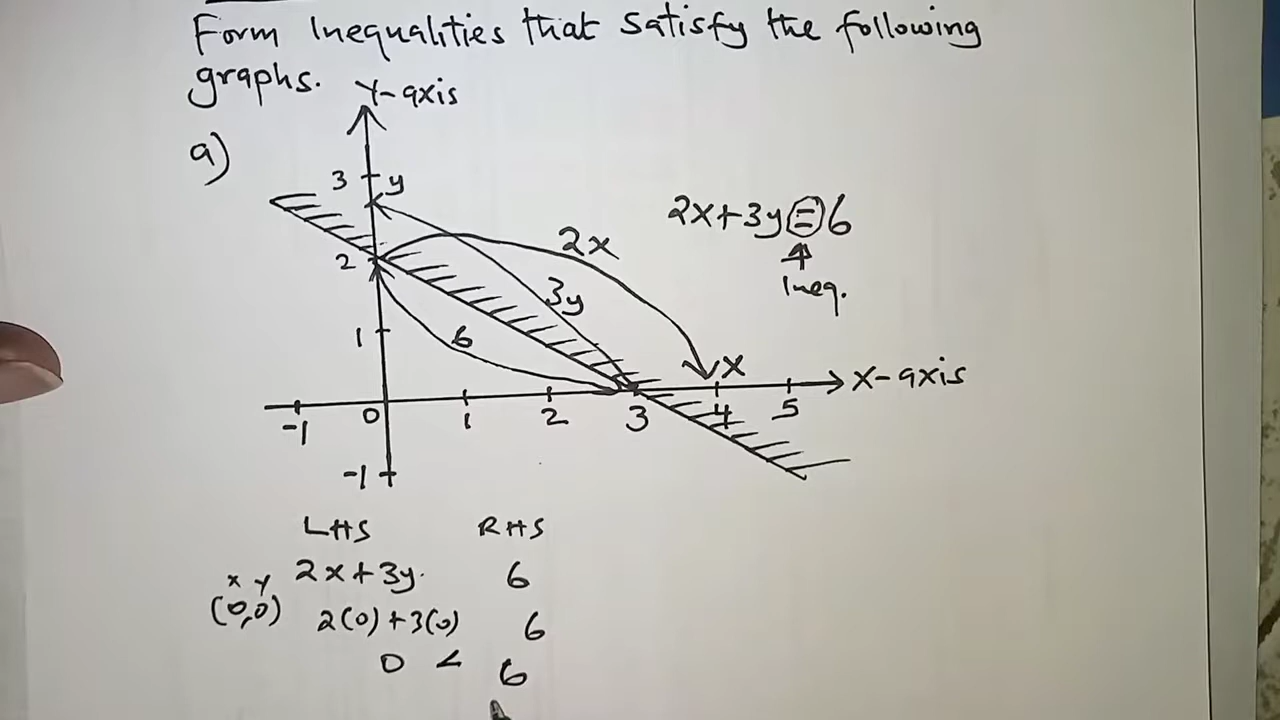 Form Inequalities that satisfy the following
graphs.
Y-axis
a)
3 y
2x+3y=6
2x
2
Ineq.
3y
1
6
x
X-axis
-1 0 1 2 3 4 5
-1
LHS RHS
x y 2x+3y. 6
(0,0) 2(0)+3(0) 6
0 < 6